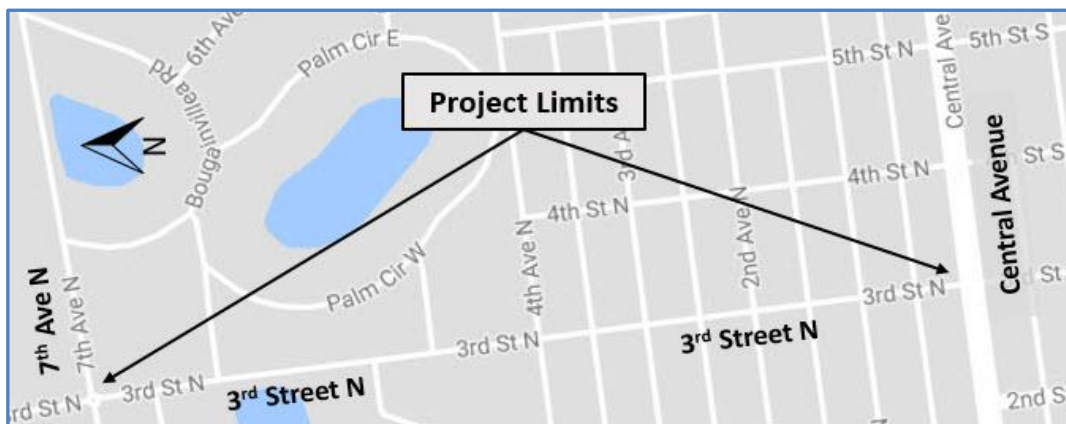 6th Ave
Palm Cir E
5th St N
5th St S
Central Ave
Project Limits
Bougainvillea Rd
N
3rd A
4th St N
4th St N
St S
Central Avenue
7th Ave N
7th Ave N
Palm Cir W
4th Ave N
2nd Ave N
3rd St N
3rd St N
3rd St N
3rd Street N
3rd Street N
rd St N
d St
2nd S
N
N